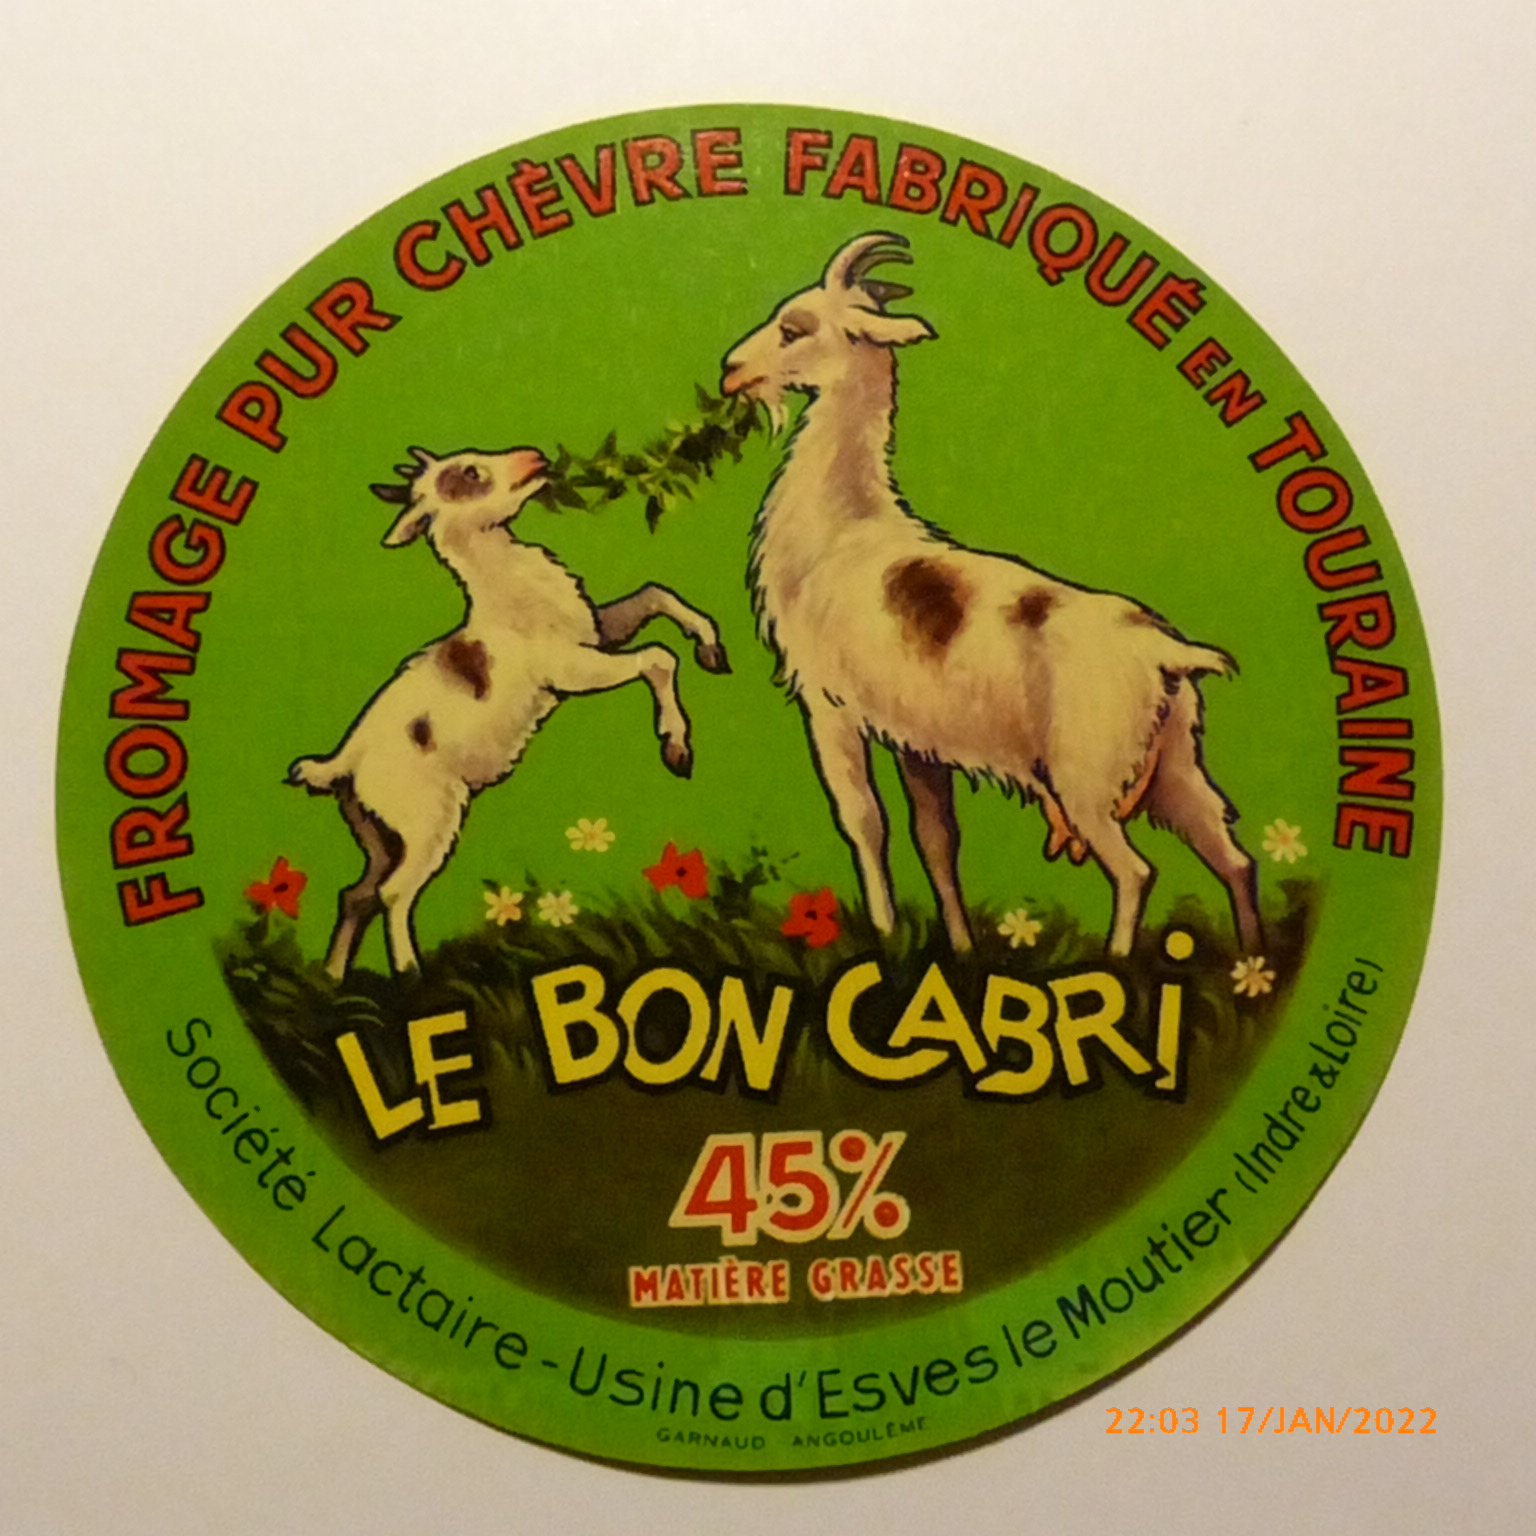 FROMAGE PUR CHÈVRE FABRIQUÉ EN TOURAINE
LE BON CABRI
45%
MATIÈRE GRASSE
Société Lactaire - Usine d'Esves le Moutier (Indre & Loire)
GARNAUD ANGOULÊME
22:03 17/JAN/2022